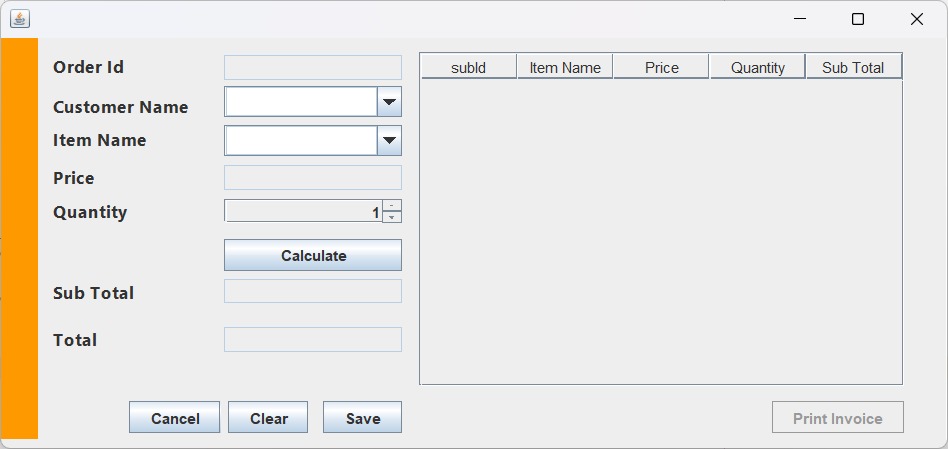 Order Id
Customer Name
Item Name
Price
Quantity 1
Calculate
Sub Total
Total
Cancel Clear Save
subId Item Name Price Quantity Sub Total
Print Invoice